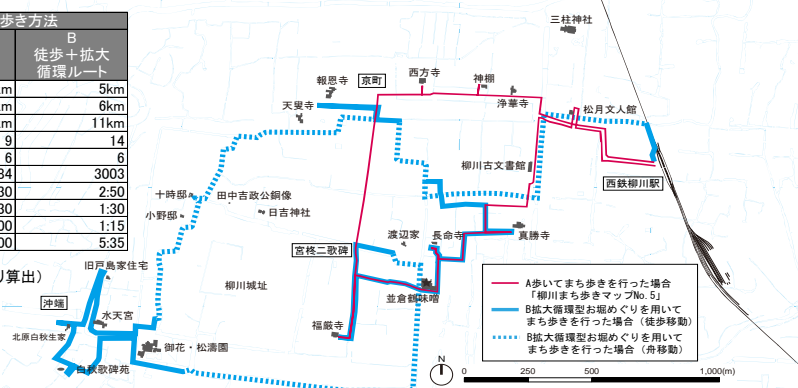 歩き方法
B
徒歩＋拡大
循環ルート
5km
6km
11km
9 14
6 6
3003
2:50
1:30
1:15
5:35
り算出）
三柱神社
報恩寺
京町
西方寺
神棚
天叟寺
浄華寺
松月文人館
柳川古文書館
西鉄柳川駅
十時邸
田中吉政公銅像
小野邸
日吉神社
渡辺家
長命寺
真勝寺
宮柊二歌碑
旧戸島家住宅
柳川城址
並倉鶴味噌
沖端
水天宮
北原白秋生家
福厳寺
御花・松濤園
白秋歌碑苑
A歩いてまち歩きを行った場合
「柳川まち歩きマップNo.5」
B拡大循環型お堀めぐりを用いて
まち歩きを行った場合（徒歩移動）
B拡大循環型お堀めぐりを用いて
まち歩きを行った場合（舟移動）
N
0 250 500 1,000(m)